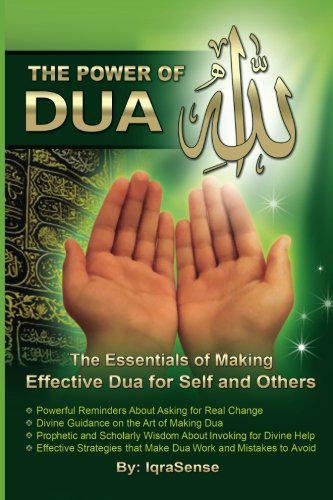 THE POWER OF
DUA
الله
The Essentials of Making
Effective Dua for Self and Others
Powerful Reminders About Asking for Real Change
Divine Guidance on the Art of Making Dua
Prophetic and Scholarly Wisdom About Invoking for Divine Help
Effective Strategies that Make Dua Work and Mistakes to Avoid
By: IqraSense